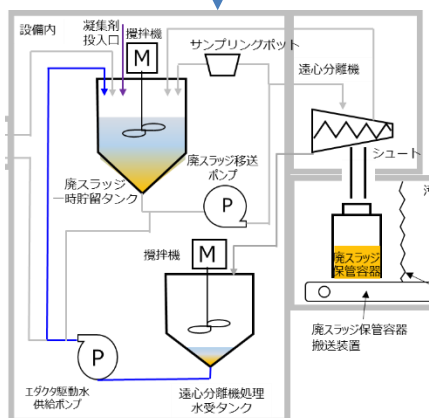 設備内
凝集剤
投入口
攪拌機
M
サンプリングポット
遠心分離機
シュート
廃スラッジ
一時貯留タンク
廃スラッジ移送
ポンプ
P
攪拌機
M
廃スラッジ
保管容器
廃スラッジ保管容器
搬送装置
P
エダクタ駆動水
供給ポンプ
遠心分離機処理
水受タンク